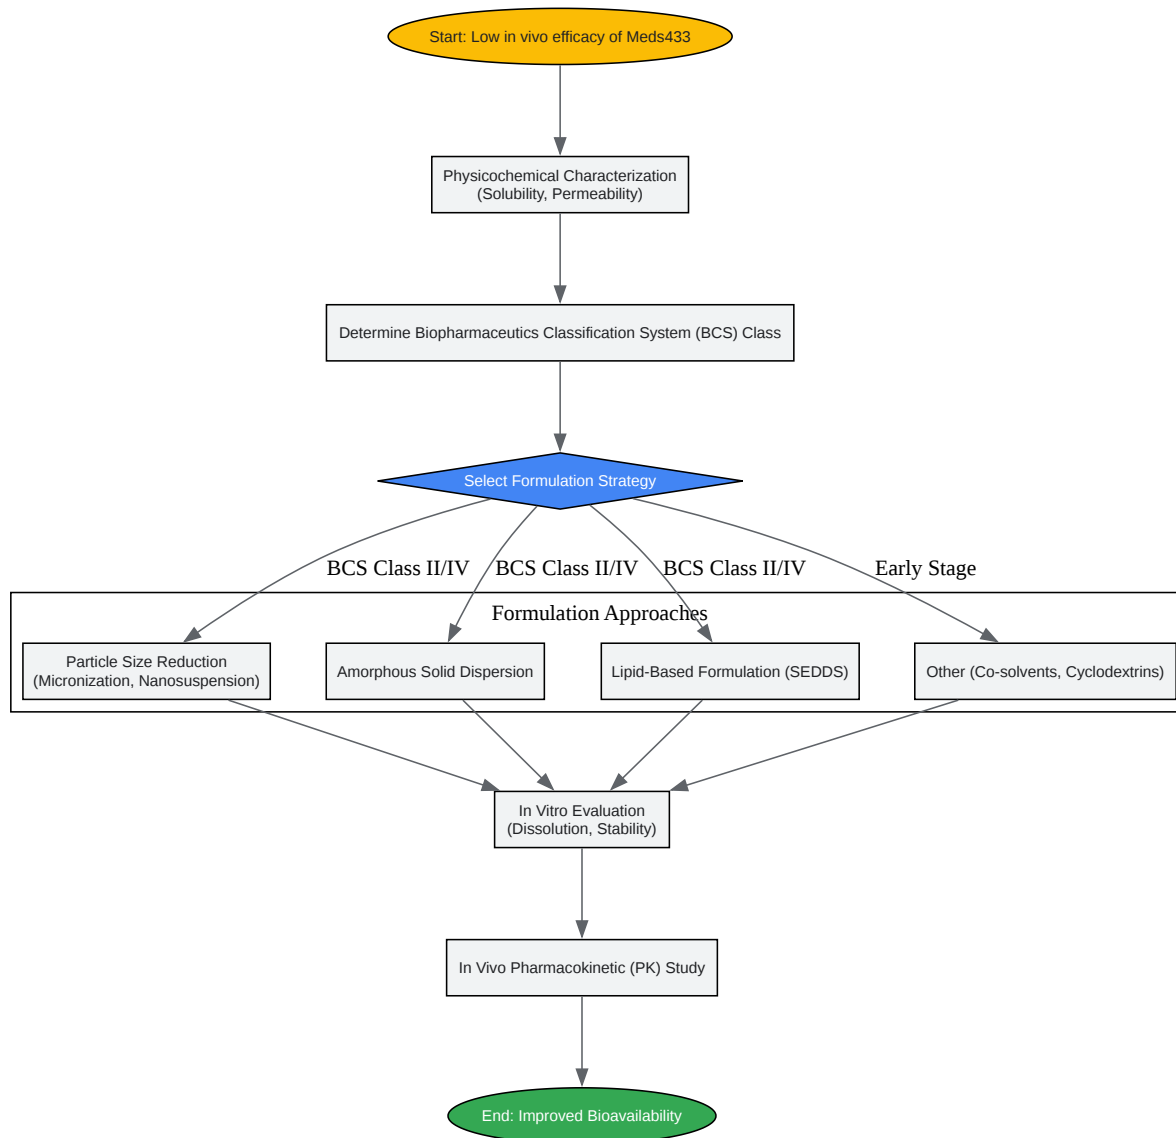 Start: Low in vivo efficacy of Meds433
Physicochemical Characterization
(Solubility, Permeability)
Determine Biopharmaceutics Classification System (BCS) Class
Select Formulation Strategy
BCS Class II/IV
BCS Class II/IV
BCS Class II/IV
Early Stage
Formulation Approaches
Particle Size Reduction
(Micronization, Nanosuspension)
Amorphous Solid Dispersion
Lipid-Based Formulation (SEDDS)
Other (Co-solvents, Cyclodextrins)
In Vitro Evaluation
(Dissolution, Stability)
In Vivo Pharmacokinetic (PK) Study
End: Improved Bioavailability